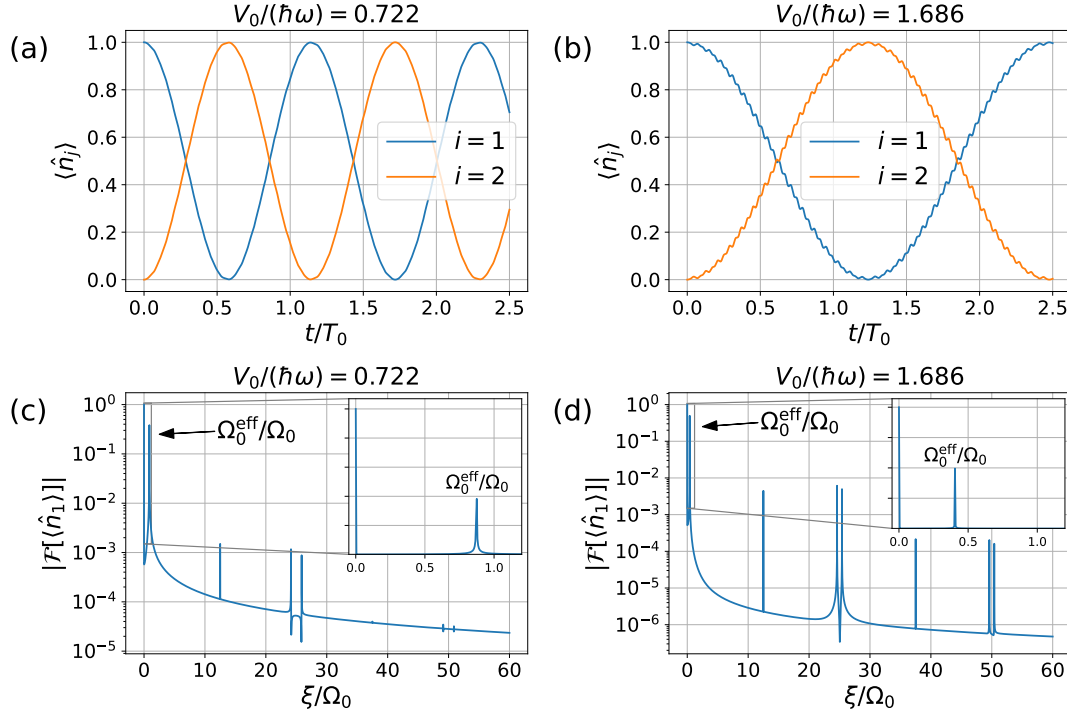 V₀/(ħω) = 0.722
(a)
1.0
0.8
0.6
0.4
0.2
0.0
⟨n̂ⱼ⟩
i = 1
i = 2
0.0 0.5 1.0 1.5 2.0 2.5
t/T₀
V₀/(ħω) = 1.686
(b)
1.0
0.8
0.6
0.4
0.2
0.0
⟨n̂ⱼ⟩
i = 1
i = 2
0.0 0.5 1.0 1.5 2.0 2.5
t/T₀
V₀/(ħω) = 0.722
(c)
10⁰
10⁻¹
10⁻²
10⁻³
10⁻⁴
10⁻⁵
|ℱ[⟨n̂₁⟩]|
Ω₀ᵉᶠᶠ/Ω₀
Ω₀ᵉᶠᶠ/Ω₀
0.0 0.5 1.0
0 10 20 30 40 50 60
ξ/Ω₀
V₀/(ħω) = 1.686
(d)
10⁰
10⁻¹
10⁻²
10⁻³
10⁻⁴
10⁻⁵
10⁻⁶
|ℱ[⟨n̂₁⟩]|
Ω₀ᵉᶠᶠ/Ω₀
Ω₀ᵉᶠᶠ/Ω₀
0.0 0.5 1.0
0 10 20 30 40 50 60
ξ/Ω₀